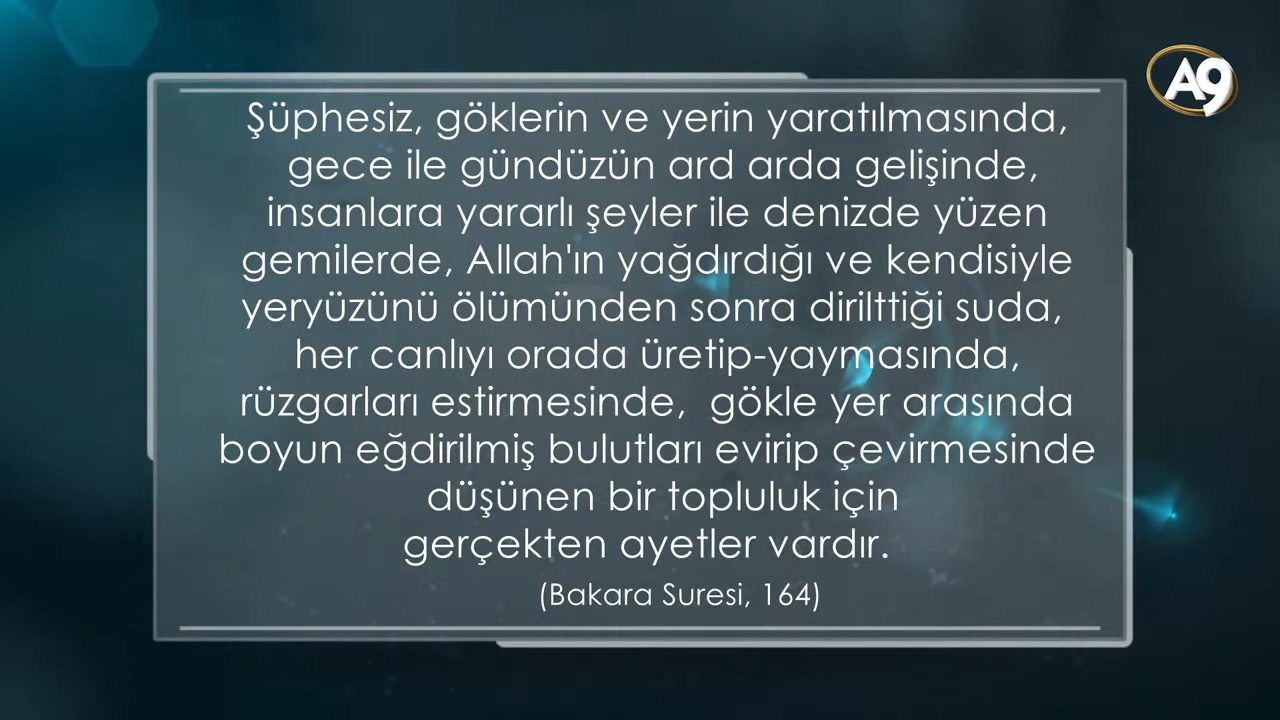 A9
Şüphesiz, göklerin ve yerin yaratılmasında,
gece ile gündüzün ard arda gelişinde,
insanlara yararlı şeyler ile denizde yüzen
gemilerde, Allah'ın yağdırdığı ve kendisiyle
yeryüzünü ölümünden sonra dirilttiği suda,
her canlıyı orada üretip-yaymasında,
rüzgarları estirmesinde, gökle yer arasında
boyun eğdirilmiş bulutları evirip çevirmesinde
düşünen bir topluluk için
gerçekten ayetler vardır.
(Bakara Suresi, 164)